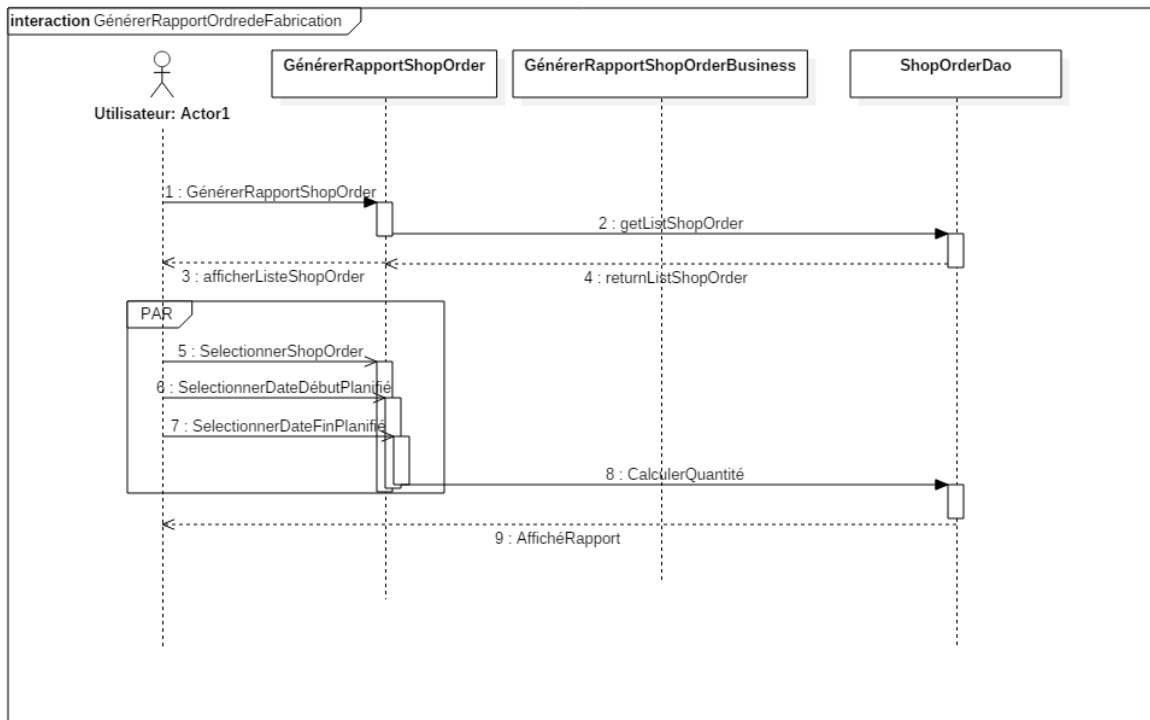 interaction GénérerRapportOrdredeFabrication
GénérerRapportShopOrder
GénérerRapportShopOrderBusiness
ShopOrderDao
Utilisateur: Actor1
1 : GénérerRapportShopOrder
2 : getListShopOrder
3 : afficherListeShopOrder
4 : returnListShopOrder
PAR
5 : SelectionnerShopOrder
6 : SelectionnerDateDébutPlanifié
7 : SelectionnerDateFinPlanifié
8 : CalculerQuantité
9 : AffichéRapport